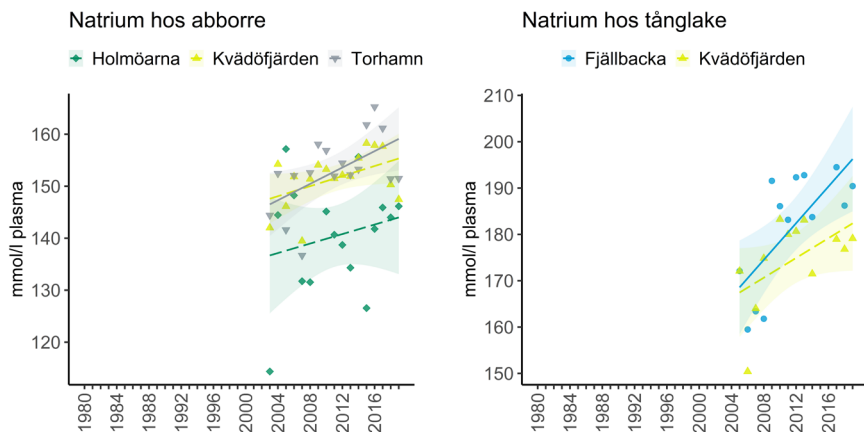 Natrium hos abborre
Holmöarna Kvädöfjärden Torhamn
mmol/l plasma
160
150
140
130
120
1980 1984 1988 1992 1996 2000 2004 2008 2012 2016
Natrium hos tånglake
Fjällbacka Kvädöfjärden
mmol/l plasma
210
200
190
180
170
160
150
1980 1984 1988 1992 1996 2000 2004 2008 2012 2016